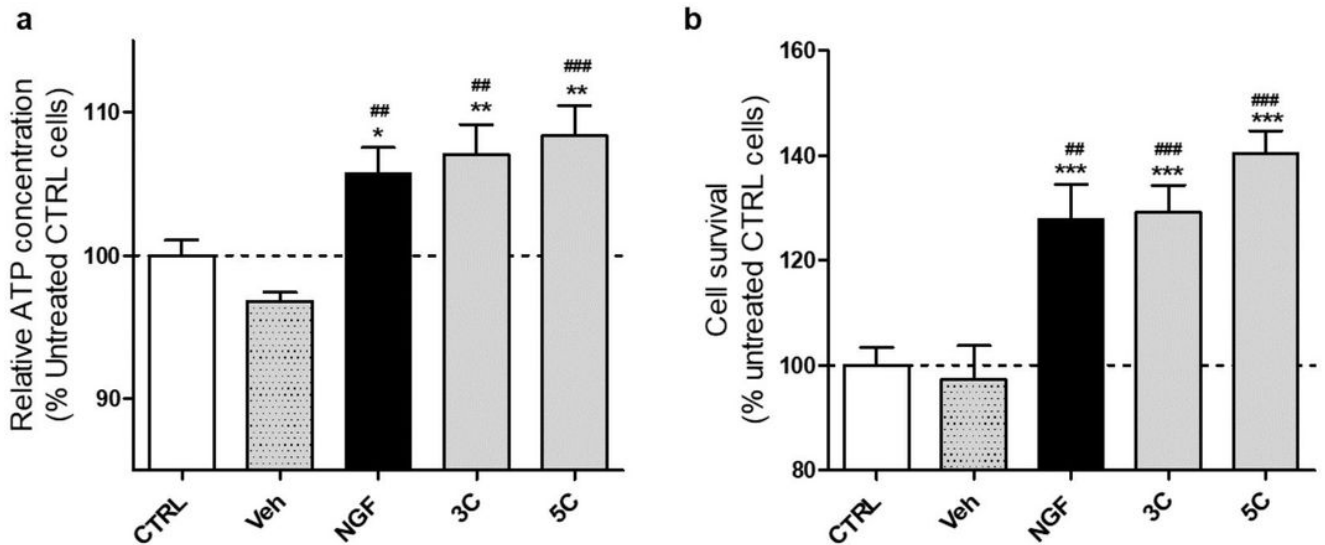 a
Relative ATP concentration
(% Untreated CTRL cells)
110
100
90
##
*
##
**
###
**
CTRL
Veh
NGF
3C
5C
b
Cell survival
(% untreated CTRL cells)
160
140
120
100
80
##
***
###
***
###
***
CTRL
Veh
NGF
3C
5C